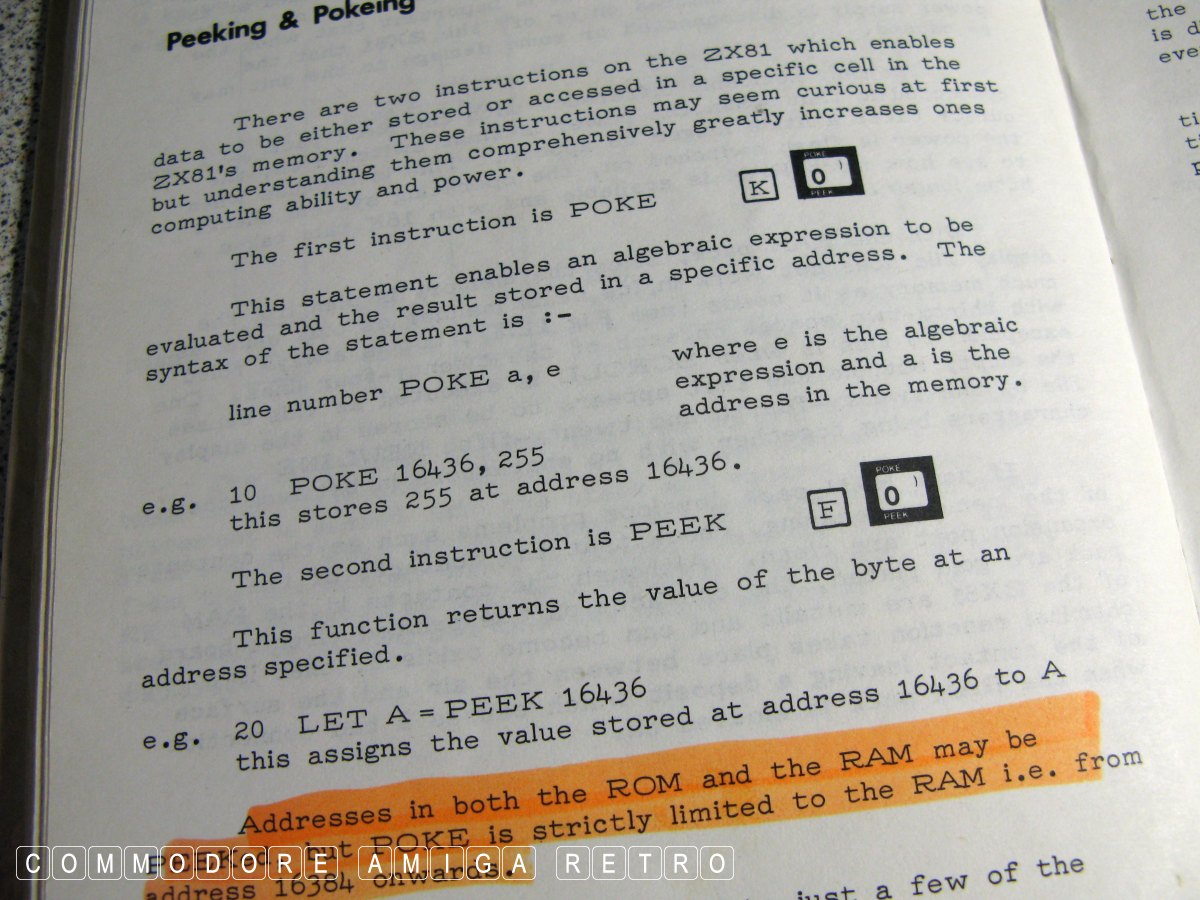 Peeking & Pokeing
There are two instructions on the ZX81 which enables
data to be either stored or accessed in a specific cell in the
ZX81's memory. These instructions may seem curious at first
but understanding them comprehensively greatly increases ones
computing ability and power.
The first instruction is POKE K POKE 0 ) PEEK
This statement enables an algebraic expression to be
evaluated and the result stored in a specific address. The
syntax of the statement is :-
line number POKE a, e
where e is the algebraic
expression and a is the
address in the memory.
e.g. 10 POKE 16436, 255
this stores 255 at address 16436.
The second instruction is PEEK F POKE 0 ) PEEK
This function returns the value of the byte at an
address specified.
e.g. 20 LET A = PEEK 16436
this assigns the value stored at address 16436 to A
Addresses in both the ROM and the RAM may be
PEEKed, but POKE is strictly limited to the RAM i.e. from
address 16384 onwards.
just a few of the
the
is
COMMODORE AMIGA RETRO